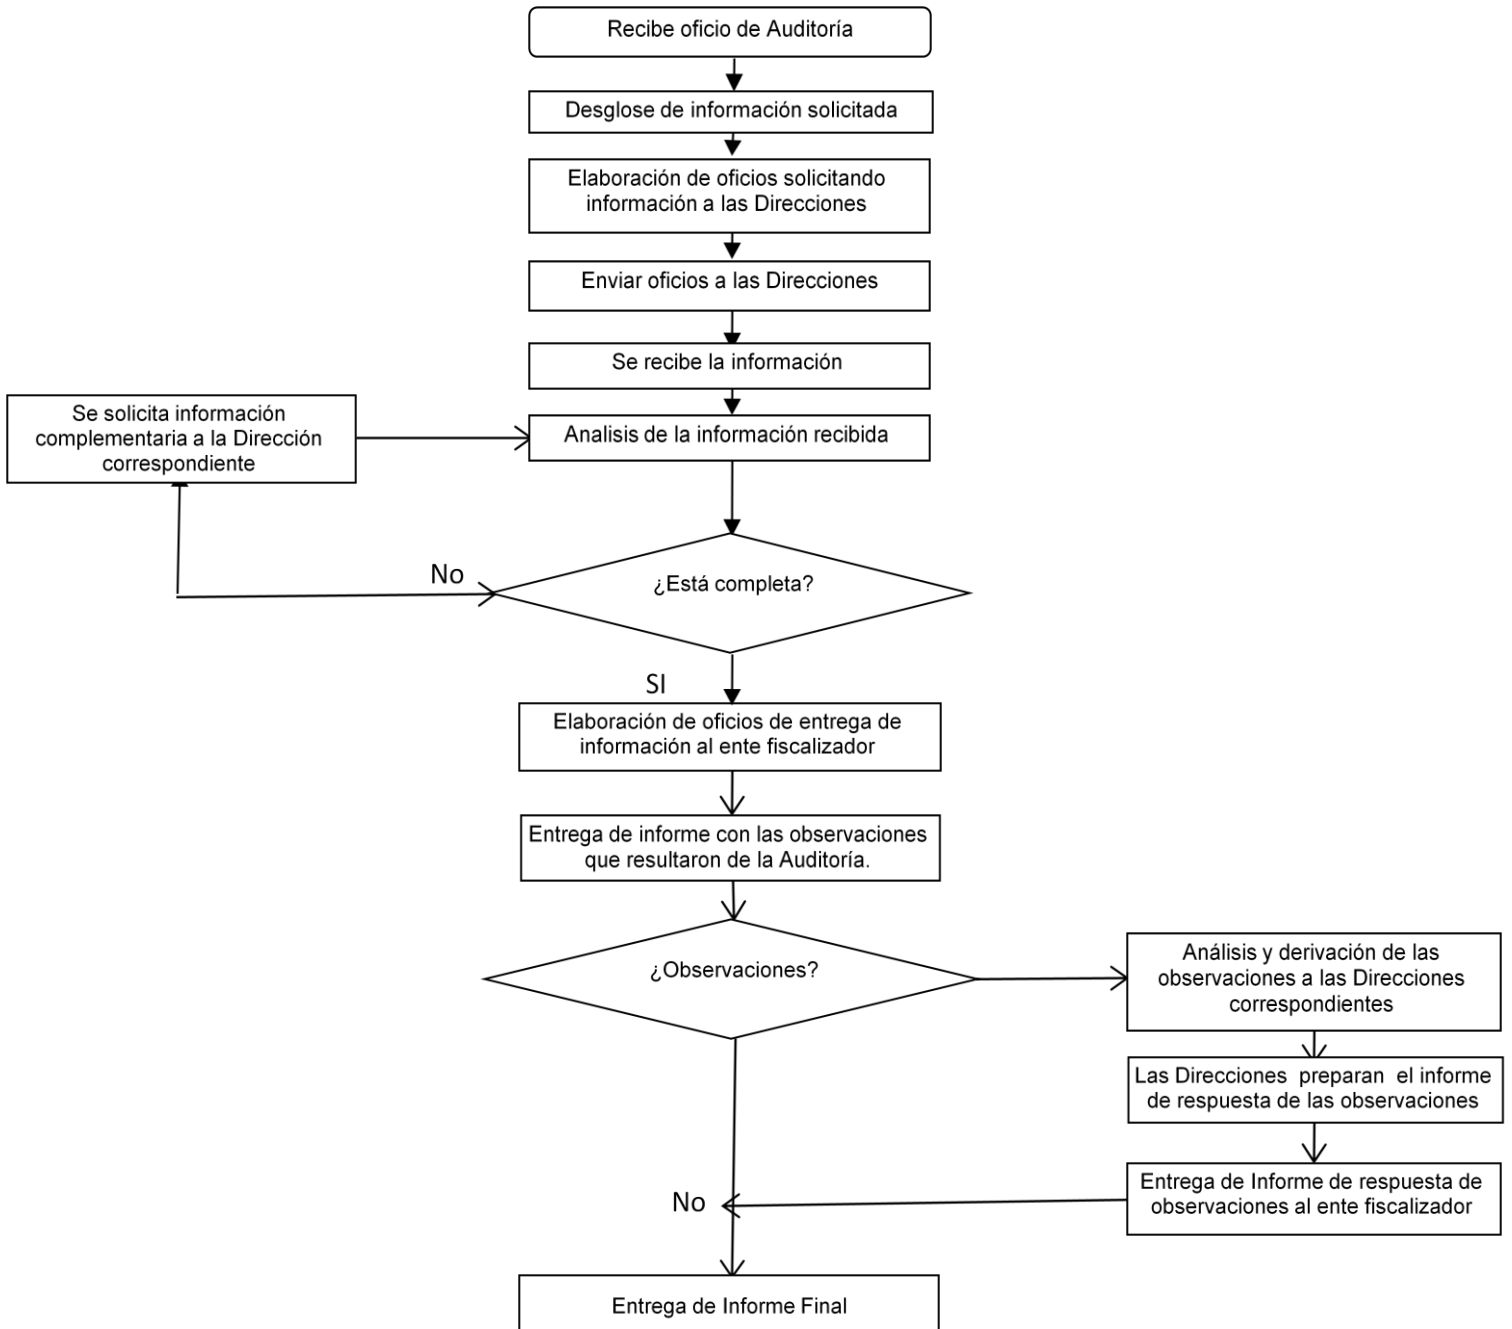 Recibe oficio de Auditoría
Desglose de información solicitada
Elaboración de oficios solicitando
información a las Direcciones
Enviar oficios a las Direcciones
Se recibe la información
Se solicita información
complementaria a la Dirección
correspondiente
Analisis de la información recibida
No
¿Está completa?
SI
Elaboración de oficios de entrega de
información al ente fiscalizador
Entrega de informe con las observaciones
que resultaron de la Auditoría.
¿Observaciones?
Análisis y derivación de las
observaciones a las Direcciones
correspondientes
Las Direcciones preparan el informe
de respuesta de las observaciones
Entrega de Informe de respuesta de
observaciones al ente fiscalizador
No
Entrega de Informe Final